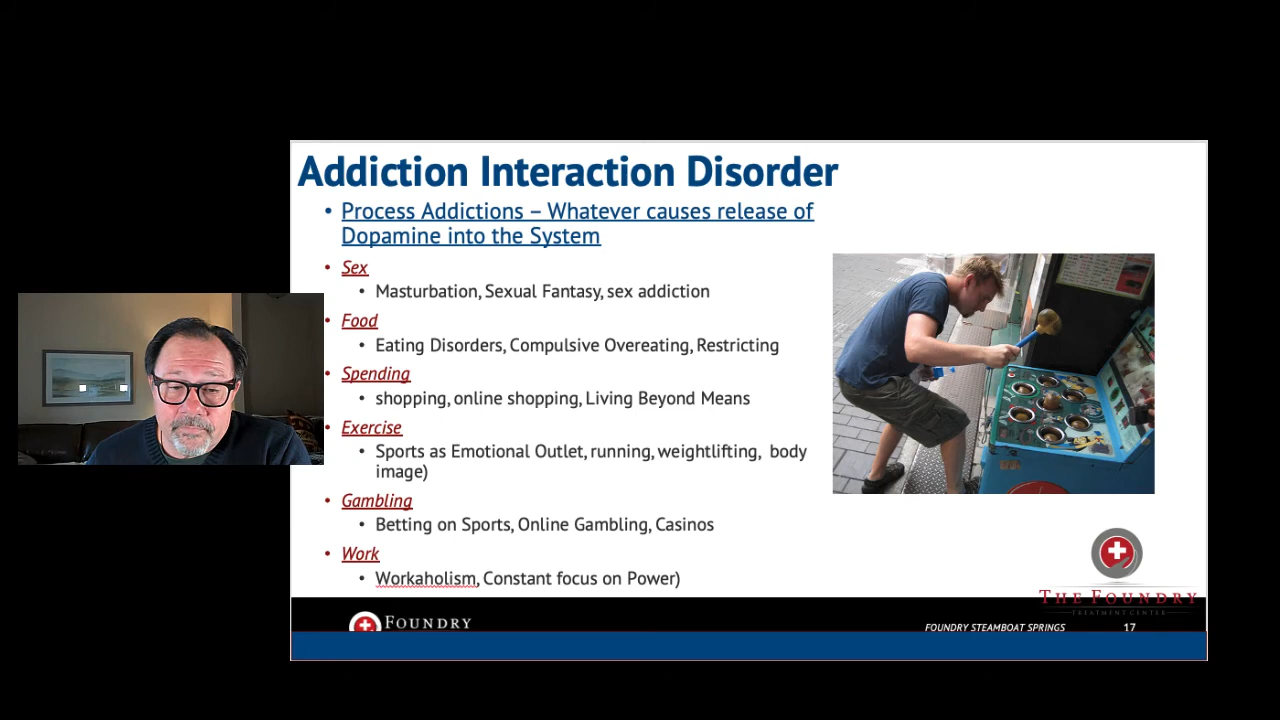 Addiction Interaction Disorder
• Process Addictions – Whatever causes release of
Dopamine into the System
• Sex
• Masturbation, Sexual Fantasy, sex addiction
• Food
• Eating Disorders, Compulsive Overeating, Restricting
• Spending
• shopping, online shopping, Living Beyond Means
• Exercise
• Sports as Emotional Outlet, running, weightlifting, body
image)
• Gambling
• Betting on Sports, Online Gambling, Casinos
• Work
• Workaholism, Constant focus on Power)
THE FOUNDRY
TREATMENT CENTER
FOUNDRY
FOUNDRY STEAMBOAT SPRINGS
17